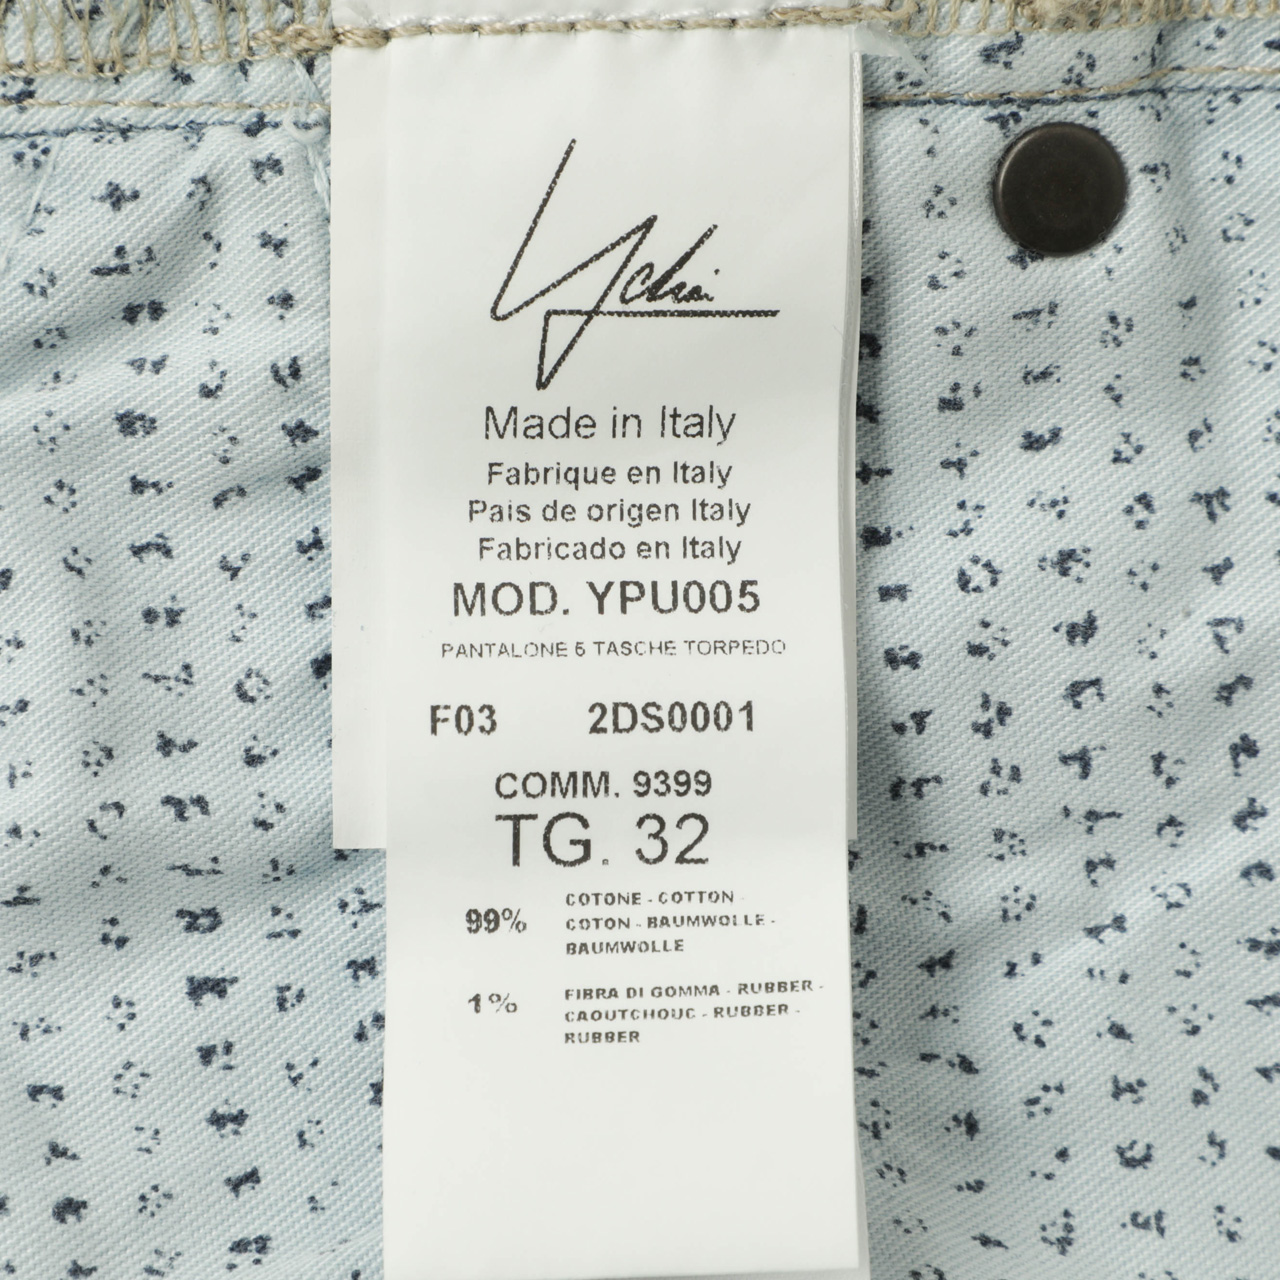 Ychai
Made in Italy
Fabrique en Italy
Pais de origen Italy
Fabricado en Italy
MOD. YPU005
PANTALONE 5 TASCHE TORPEDO
F03 2DS0001
COMM. 9399
TG. 32
99% COTONE - COTTON
COTON - BAUMWOLLE -
BAUMWOLLE
1% FIBRA DI GOMMA - RUBBER -
CAOUTCHOUC - RUBBER -
RUBBER